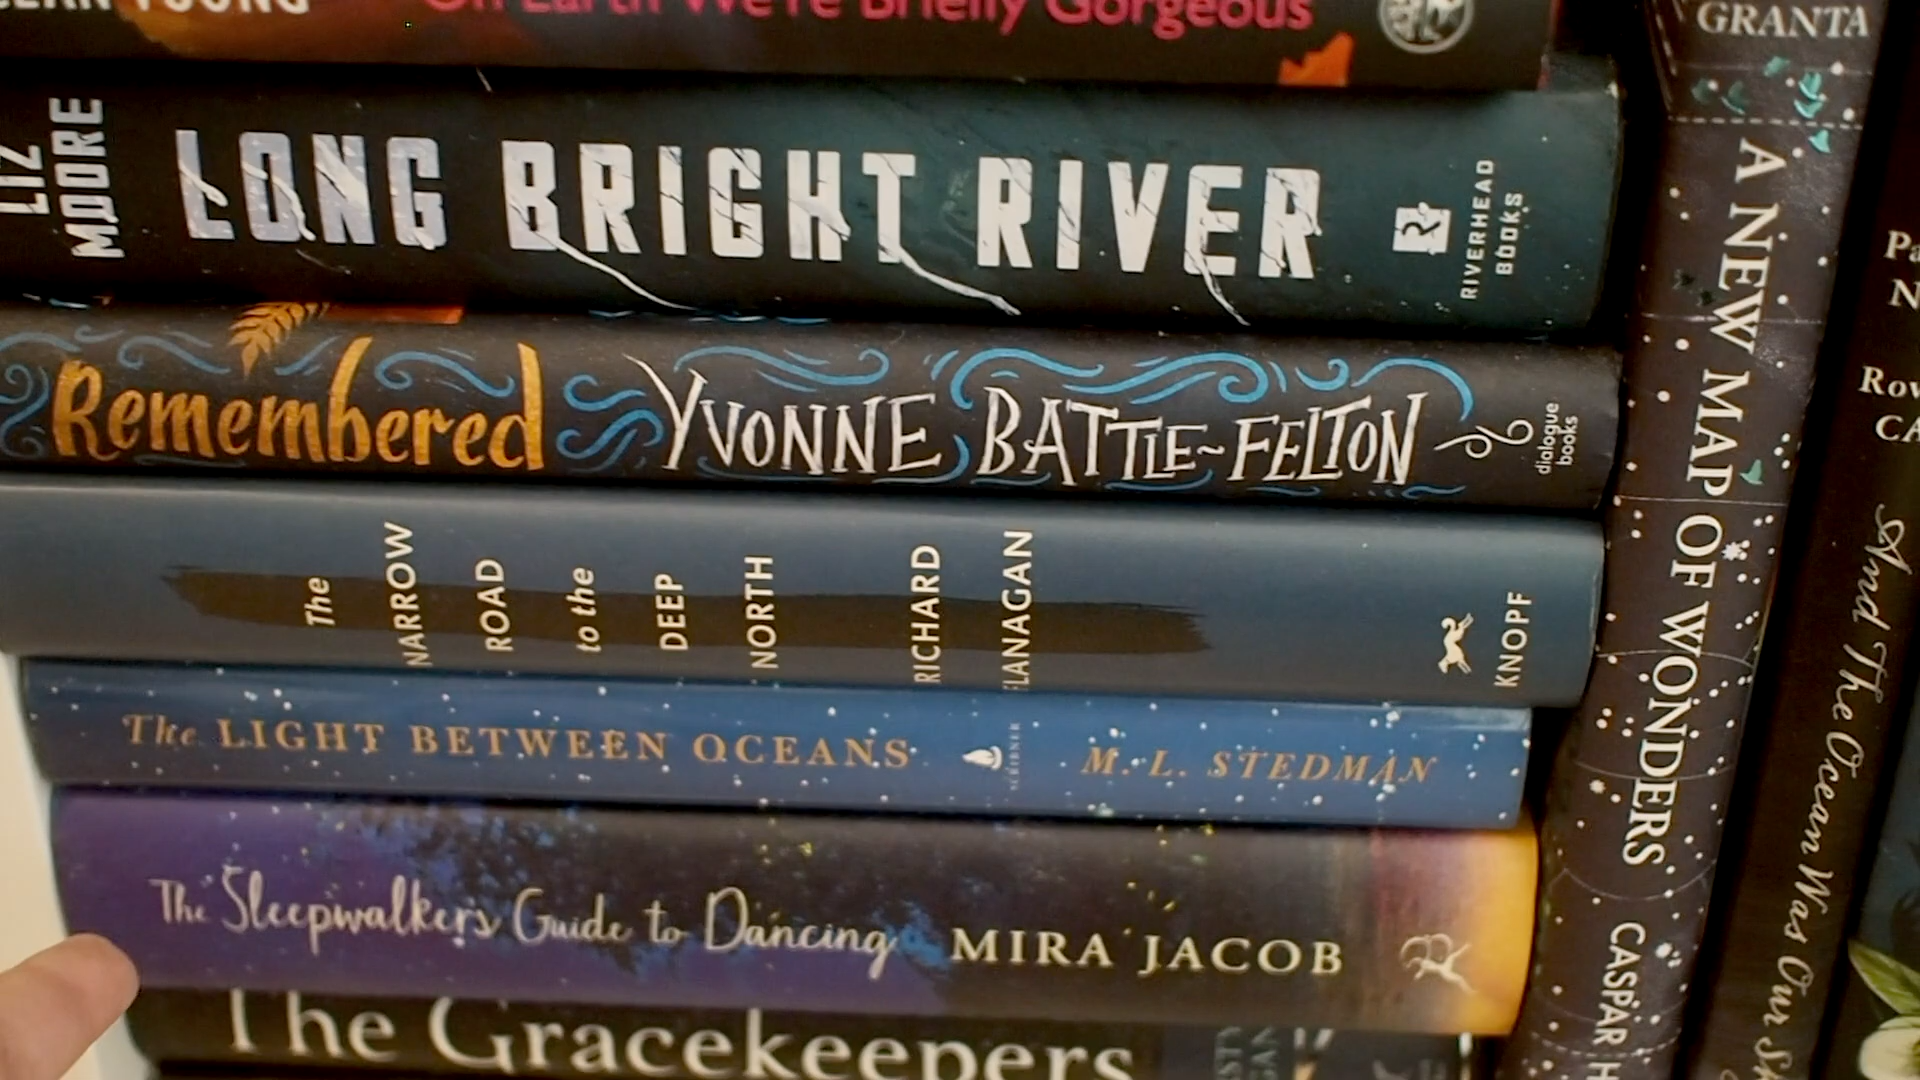 On Earth We're Briefly Gorgeous
LIZ
MOORE
LONG BRIGHT RIVER
RIVERHEAD
BOOKS
Remembered
YVONNE BATTLE~FELTON
dialogue
books
The
NARROW
ROAD
to the
DEEP
NORTH
RICHARD
FLANAGAN
KNOPF
The LIGHT BETWEEN OCEANS
SCRIBNER
M. L. STEDMAN
The Sleepwalker's Guide to Dancing
MIRA JACOB
The Gracekeepers
GRANTA
A NEW MAP OF WONDERS
CASPAR H
And The Ocean Was Our